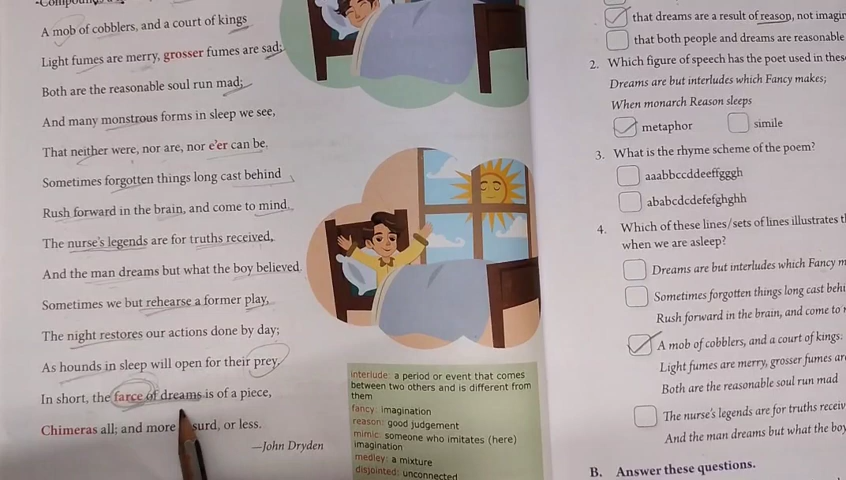 A mob of cobblers, and a court of kings
Light fumes are merry, grosser fumes are sad;
Both are the reasonable soul run mad;
And many monstrous forms in sleep we see,
That neither were, nor are, nor e'er can be.
Sometimes forgotten things long cast behind
Rush forward in the brain, and come to mind.
The nurse's legends are for truths received,
And the man dreams but what the boy believed
Sometimes we but rehearse a former play,
The night restores our actions done by day;
As hounds in sleep will open for their prey.
In short, the farce of dreams is of a piece,
Chimeras all; and more surd, or less.
—John Dryden
interlude: a period or event that comes
between two others and is different from
them
fancy: imagination
reason: good judgement
mimic: someone who imitates (here)
imagination
medley: a mixture
disjointed: unconnected
that dreams are a result of reason, not imagin
that both people and dreams are reasonable
2. Which figure of speech has the poet used in thes
Dreams are but interludes which Fancy makes;
When monarch Reason sleeps
metaphor simile
3. What is the rhyme scheme of the poem?
aaabbccddeeffgggh
ababcdcdefefghghh
4. Which of these lines/sets of lines illustrates t
when we are asleep?
Dreams are but interludes which Fancy m
Sometimes forgotten things long cast behi
Rush forward in the brain, and come to
A mob of cobblers, and a court of kings:
Light fumes are merry, grosser fumes ar
Both are the reasonable soul run mad
The nurse's legends are for truths receiv
And the man dreams but what the boy
B. Answer these questions.